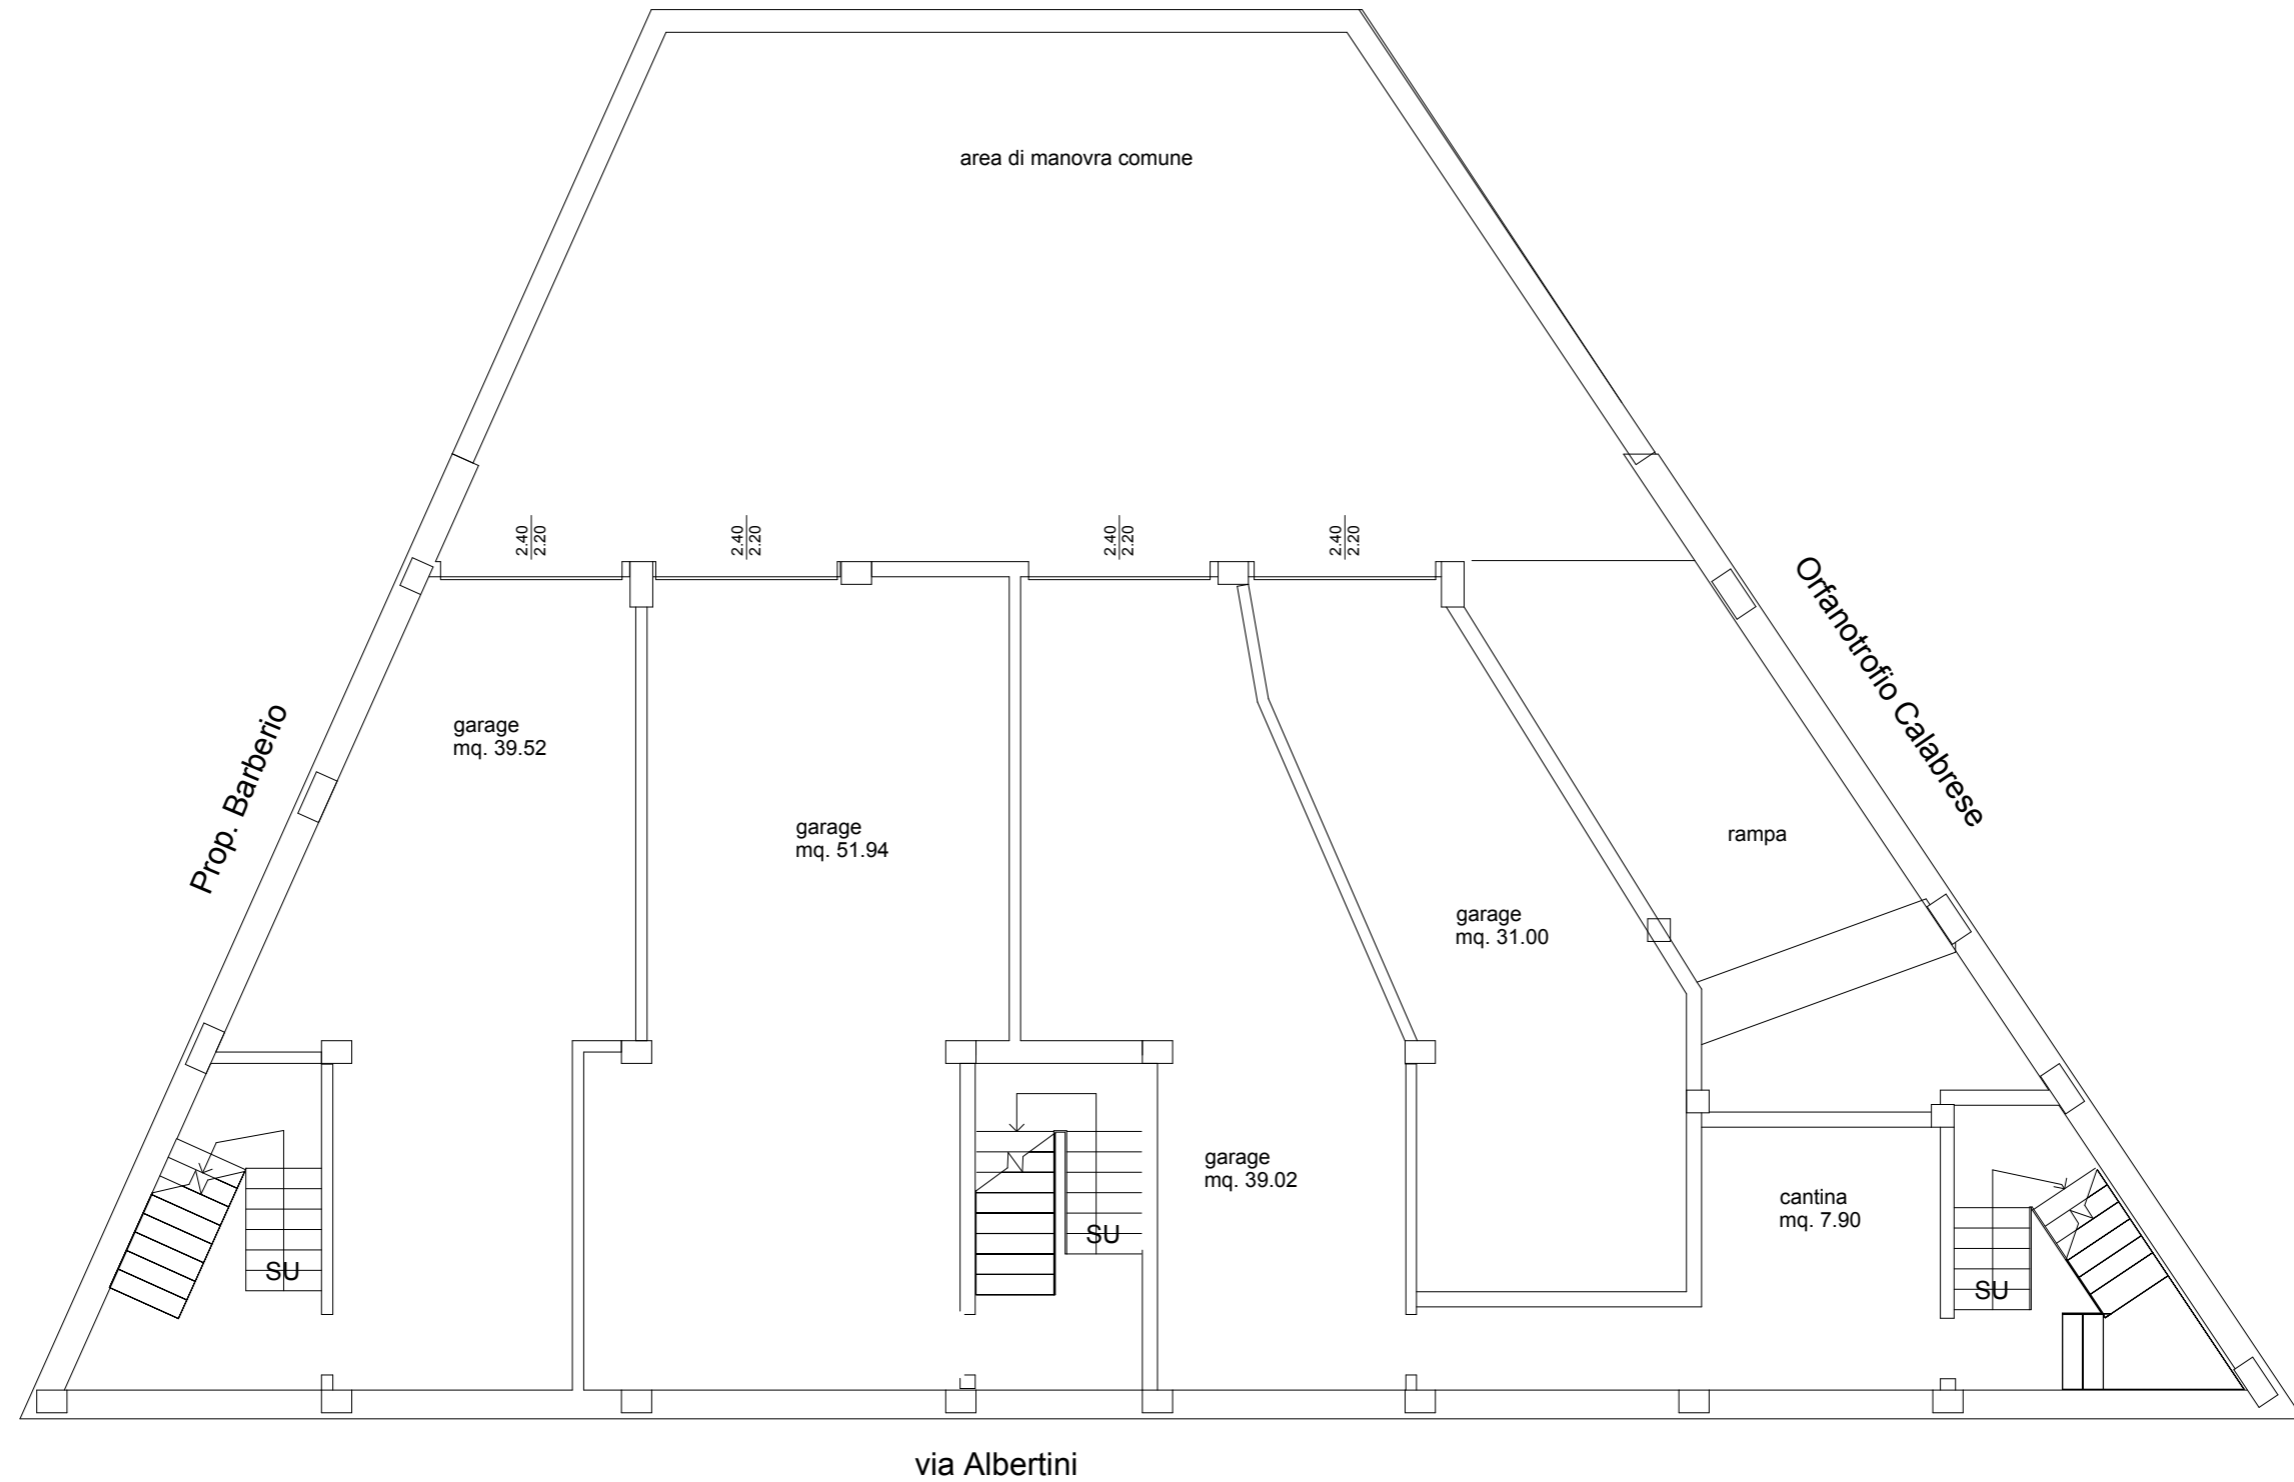 area di manovra comune
2.40
2.20
2.40
2.20
2.40
2.20
2.40
2.20
Orfanotrofio Calabrese
Prop. Barberio
garage
mq. 39.52
garage
mq. 51.94
rampa
garage
mq. 31.00
garage
mq. 39.02
cantina
mq. 7.90
SU
SU
SU
via Albertini